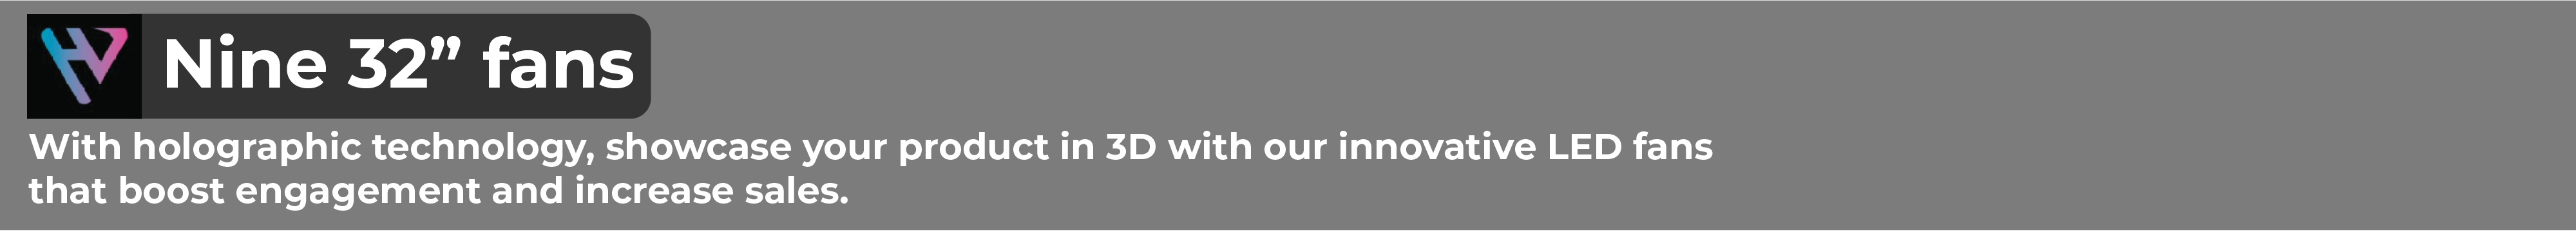 Nine 32” fans
With holographic technology, showcase your product in 3D with our innovative LED fans
that boost engagement and increase sales.